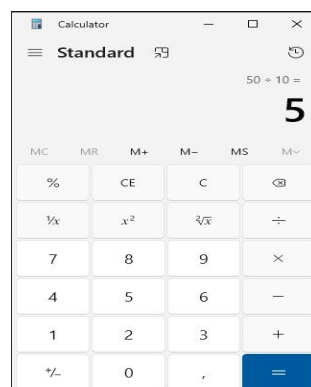 Calculator
Standard
50 ÷ 10 =
5
MC MR M+ M− MS M
% CE C
¹/x x² ²√x ÷
7 8 9 ×
4 5 6 −
1 2 3 +
+/− 0 , =